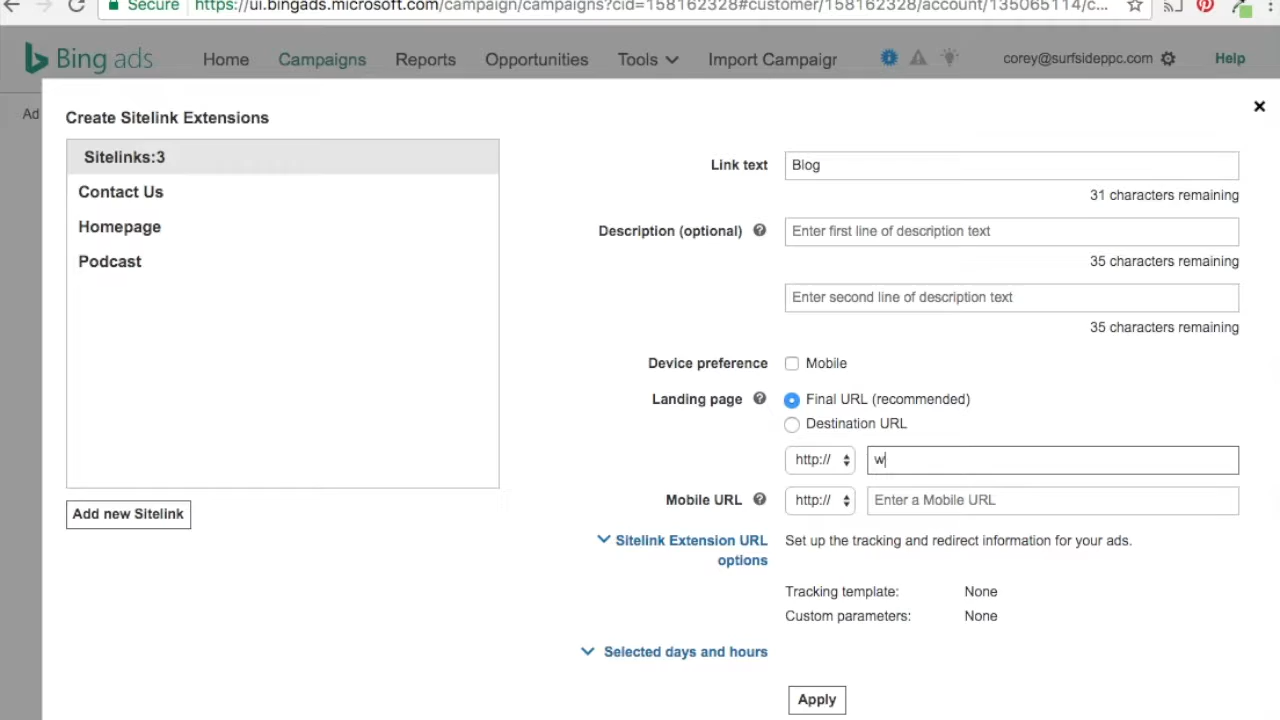 Secure https://ui.bingads.microsoft.com/campaign/campaigns?cid=158162328#customer/158162328/account/135065114/c...
Bing ads Home Campaigns Reports Opportunities Tools Import Campaigr corey@surfsideppc.com Help
Ad
Create Sitelink Extensions
Sitelinks:3
Contact Us
Homepage
Podcast
Add new Sitelink
Link text Blog
31 characters remaining
Description (optional) Enter first line of description text
35 characters remaining
Enter second line of description text
35 characters remaining
Device preference Mobile
Landing page Final URL (recommended)
Destination URL
http:// w
Mobile URL http:// Enter a Mobile URL
Sitelink Extension URL options Set up the tracking and redirect information for your ads.
Tracking template: None
Custom parameters: None
Selected days and hours
Apply